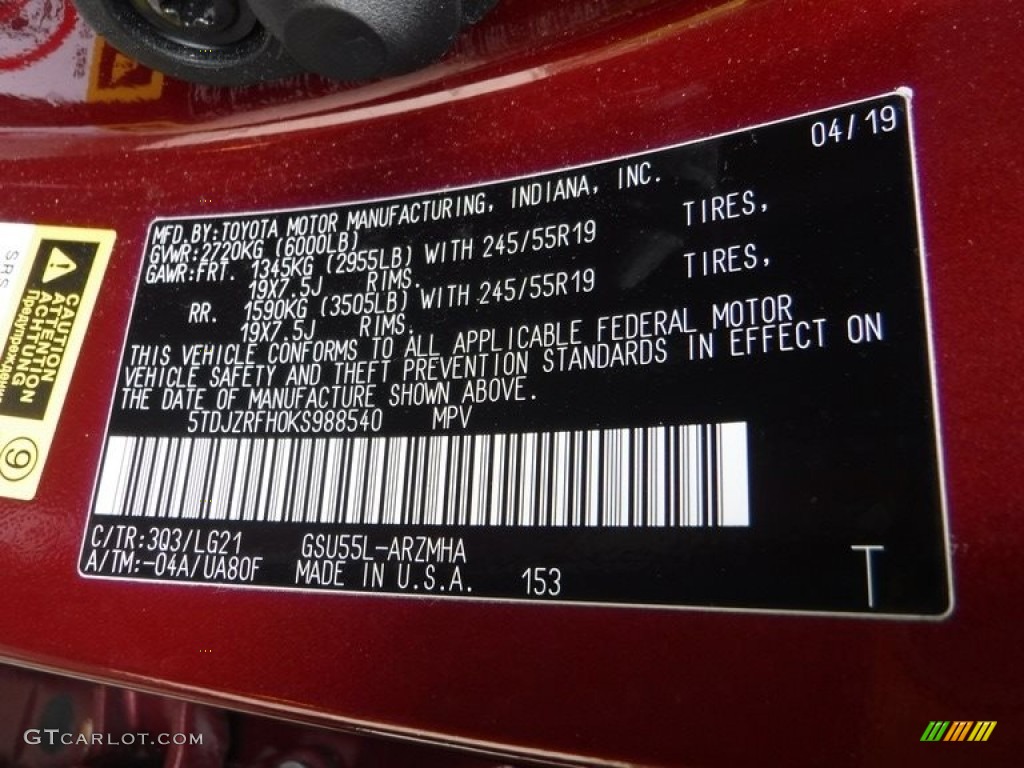 04/19
MFD.BY:TOYOTA MOTOR MANUFACTURING, INDIANA, INC.
GVWR:2720KG (6000LB)
GAWR:FRT. 1345KG (2955LB) WITH 245/55R19 TIRES,
19X7.5J RIMS.
RR. 1590KG (3505LB) WITH 245/55R19 TIRES,
19X7.5J RIMS.
THIS VEHICLE CONFORMS TO ALL APPLICABLE FEDERAL MOTOR
VEHICLE SAFETY AND THEFT PREVENTION STANDARDS IN EFFECT ON
THE DATE OF MANUFACTURE SHOWN ABOVE.
5TDJZRFH0KS988540 MPV
C/TR:3Q3/LG21 GSU55L-ARZMHA
A/TM:-04A/UA80F MADE IN U.S.A. 153 T
SRS
CAUTION
ATTENTION
ACHTUNG
9
GTCARLOT.COM